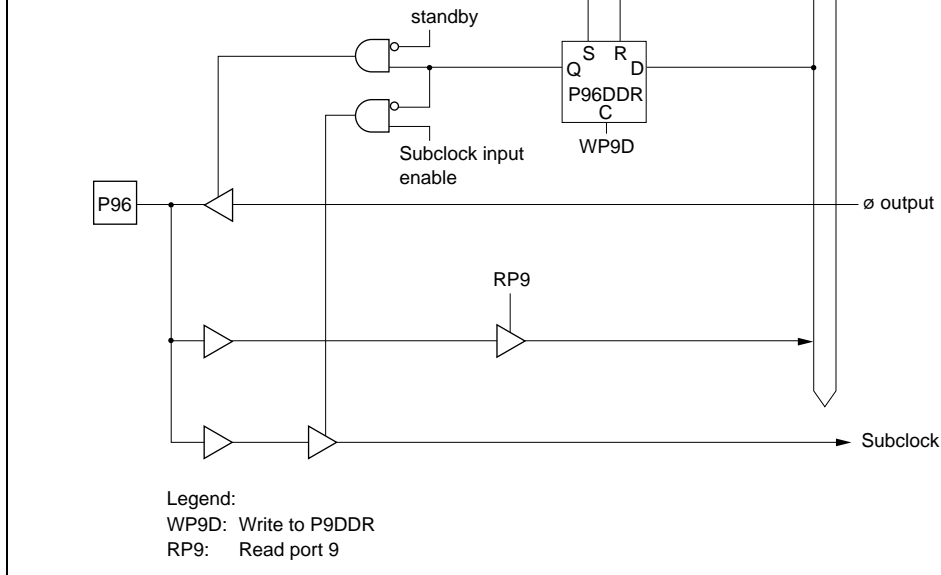 standby
S R
Q D
P96DDR
C
WP9D
Subclock input
enable
P96
ø output
RP9
Subclock
Legend:
WP9D: Write to P9DDR
RP9: Read port 9